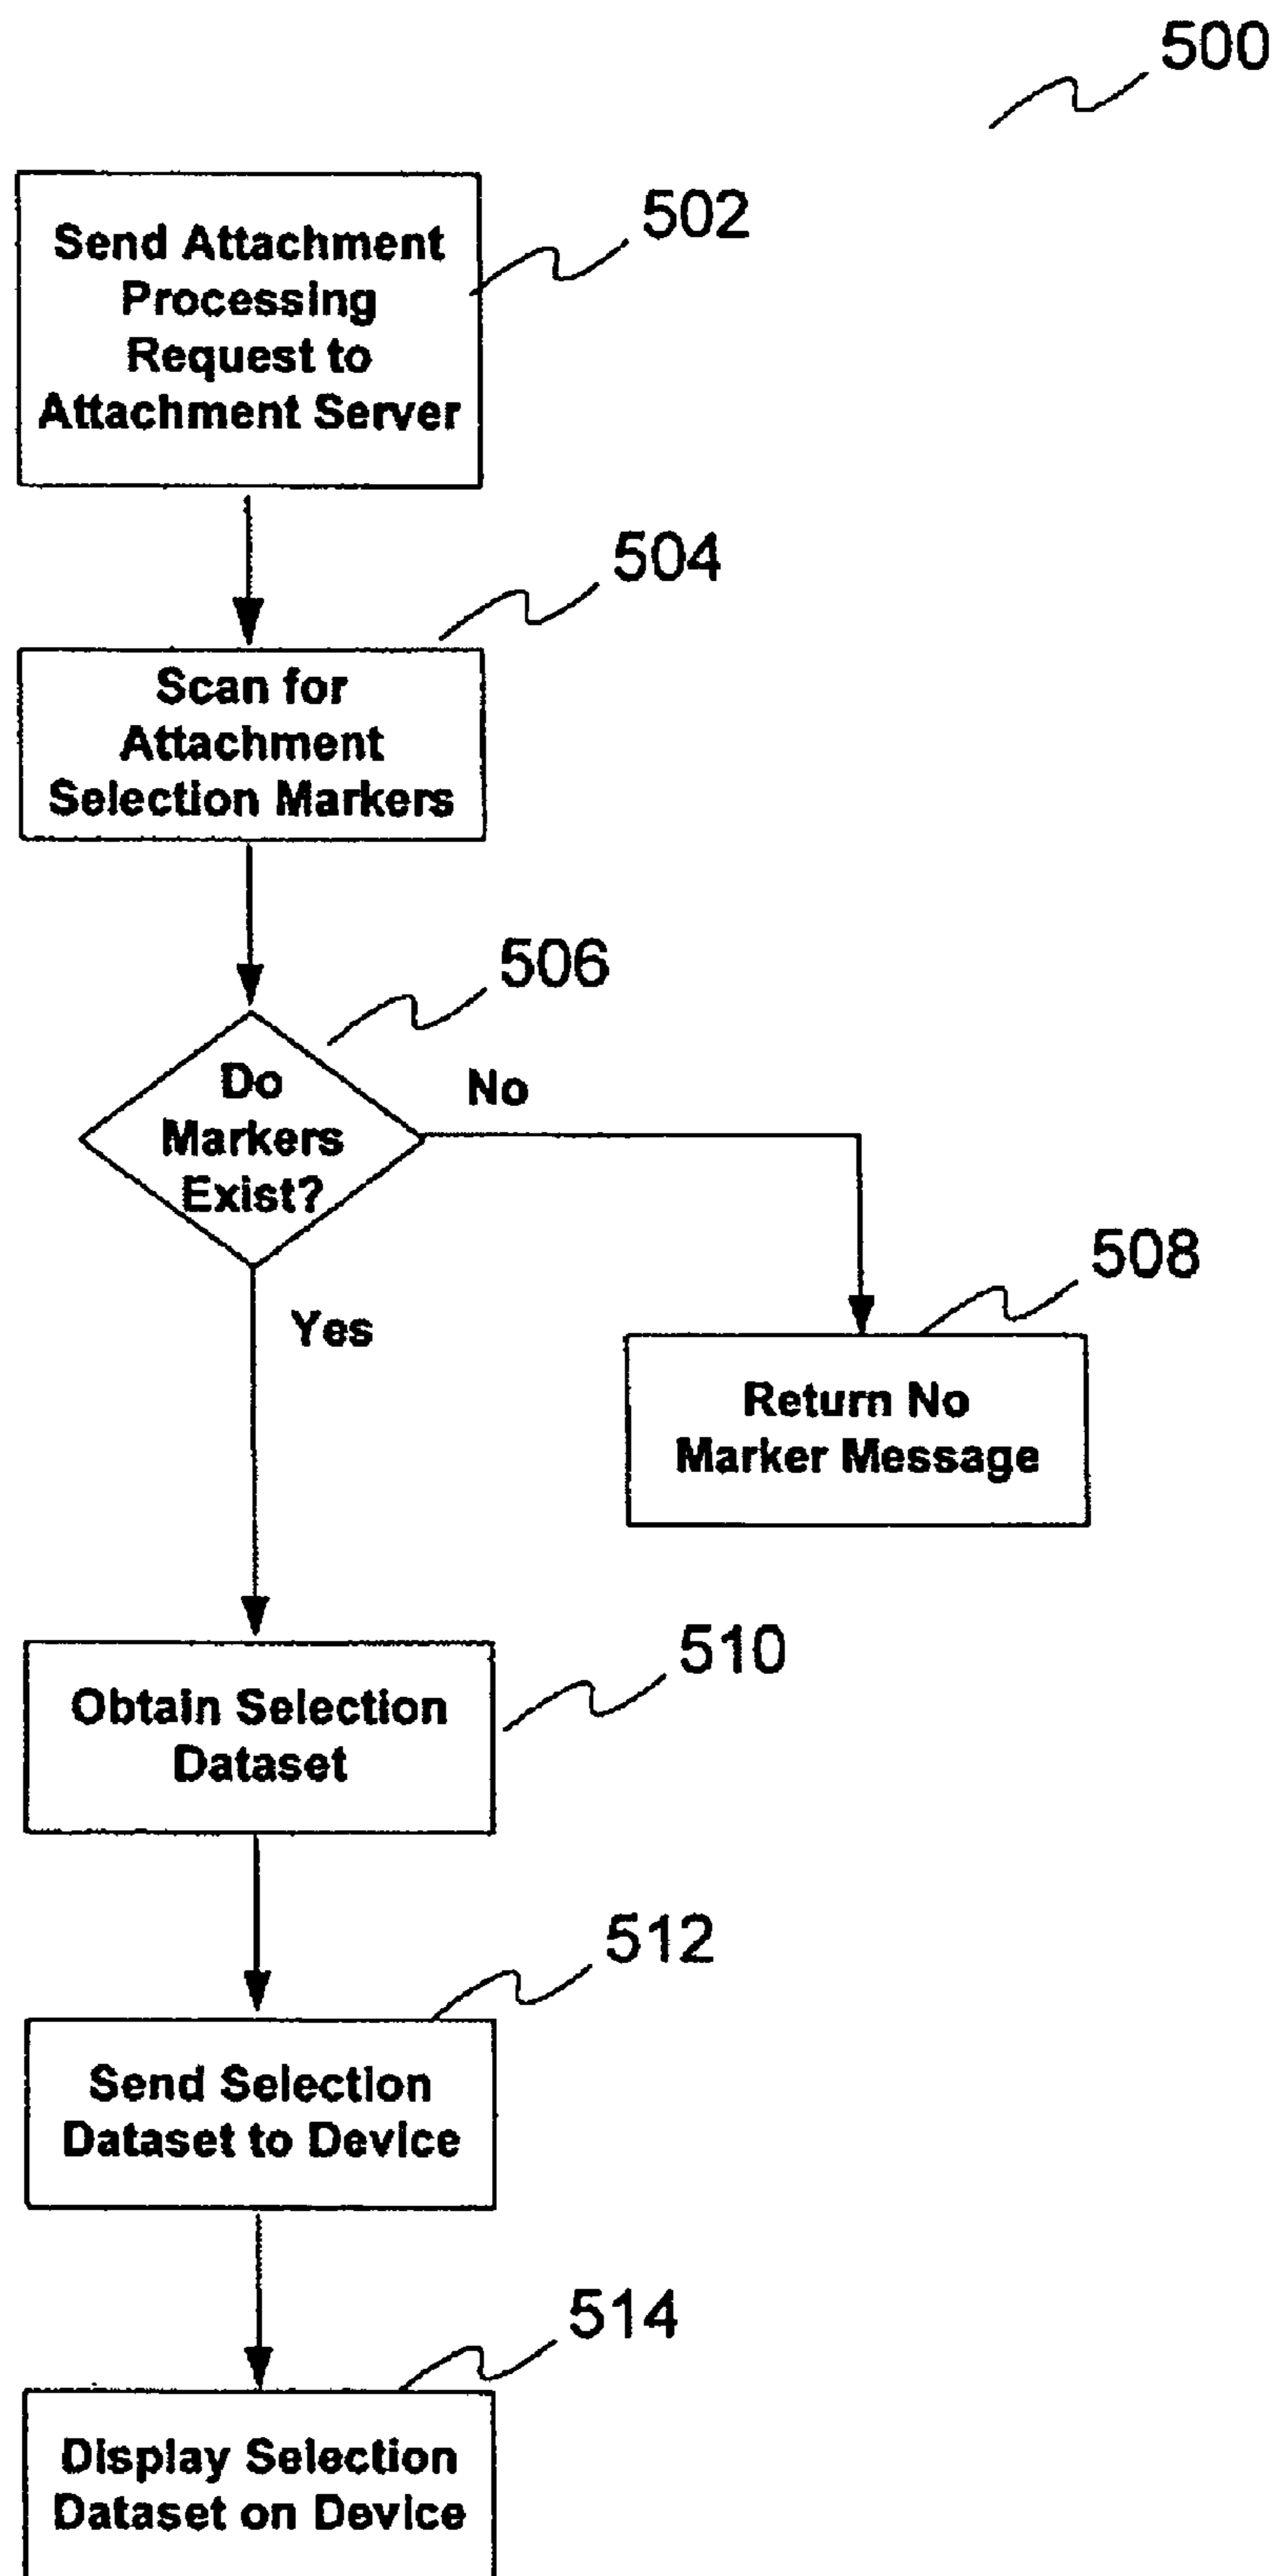 500
502
Send Attachment
Processing
Request to
Attachment Server
504
Scan for
Attachment
Selection Markers
506
Do
Markers
Exist?
No
Yes
508
Return No
Marker Message
510
Obtain Selection
Dataset
512
Send Selection
Dataset to Device
514
Display Selection
Dataset on Device